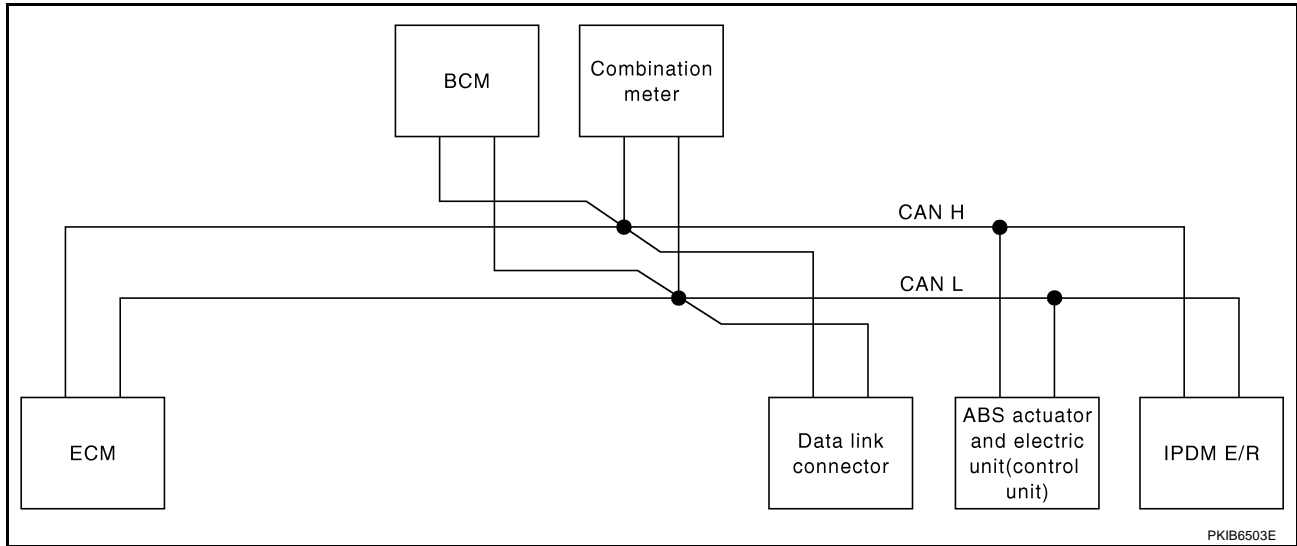 BCM
Combination
meter
CAN H
CAN L
ECM
Data link
connector
ABS actuator
and electric
unit(control
unit)
IPDM E/R
PKIB6503E